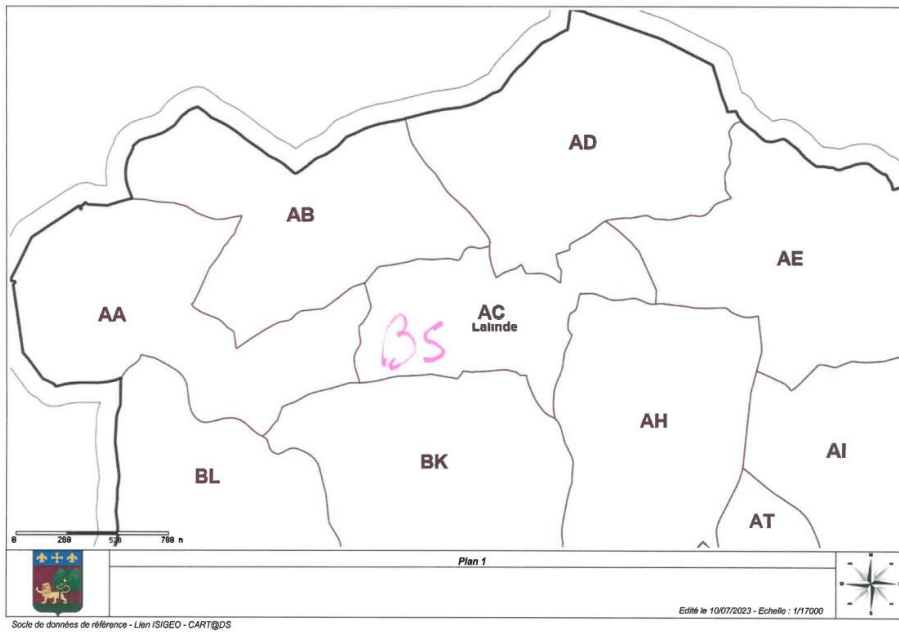 AD
AB
AE
AA
AC
Lalinde
BS
AH
BK
AI
BL
AT
0 260 520 780 m
Plan 1
N
O E
S
Edité le 10/07/2023 - Echelle : 1/17000
Socle de données de référence - Lien ISIGEO - CART@DS